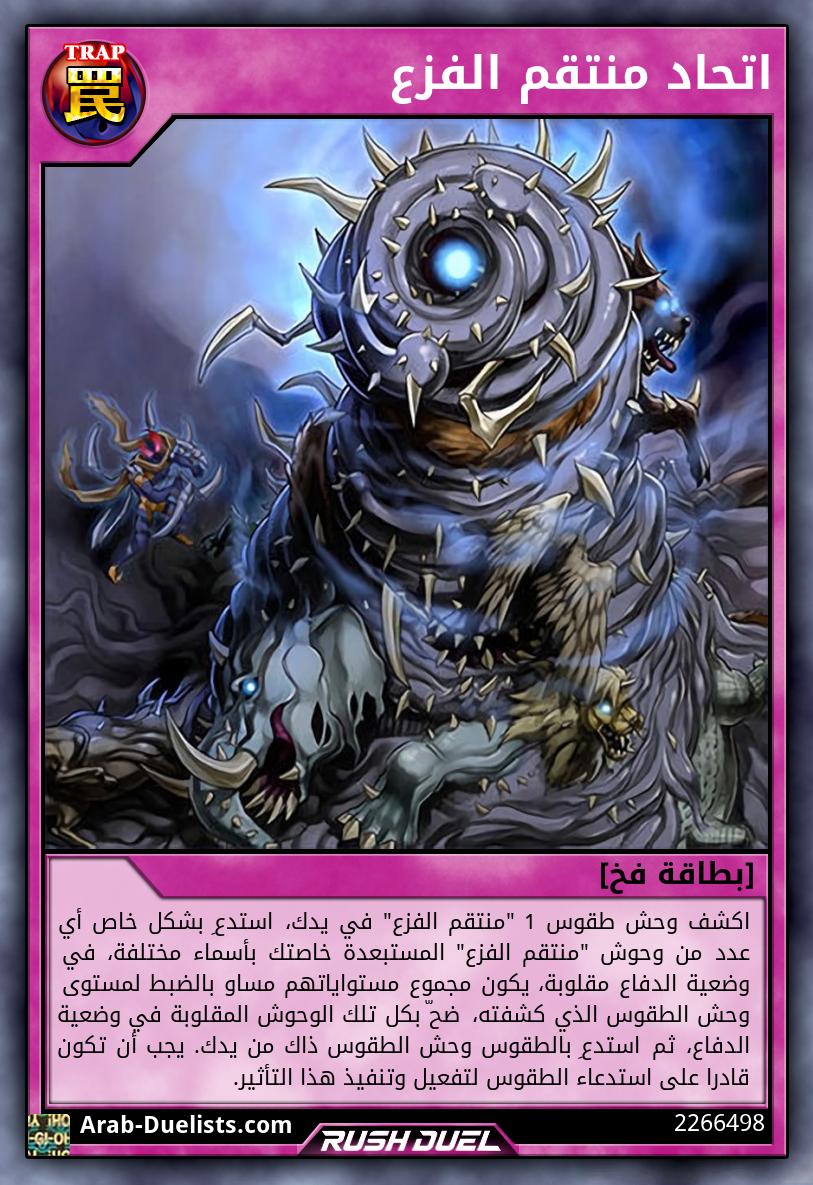 TRAP
罠
اتحاد منتقم الفزع
[بطاقة فخ]
اكشف وحش طقوس 1 "منتقم الفزع" في يدك، استدعِ بشكل خاص أي
عدد من وحوش "منتقم الفزع" المستبعدة خاصتك بأسماء مختلفة، في
وضعية الدفاع مقلوبة، يكون مجموع مستواياتهم مساو بالضبط لمستوى
وحش الطقوس الذي كشفته، ضحّ بكل تلك الوحوش المقلوبة في وضعية
الدفاع، ثم استدعِ بالطقوس وحش الطقوس ذاك من يدك. يجب أن تكون
قادرا على استدعاء الطقوس لتفعيل وتنفيذ هذا التأثير.
Arab-Duelists.com
RUSH DUEL
2266498